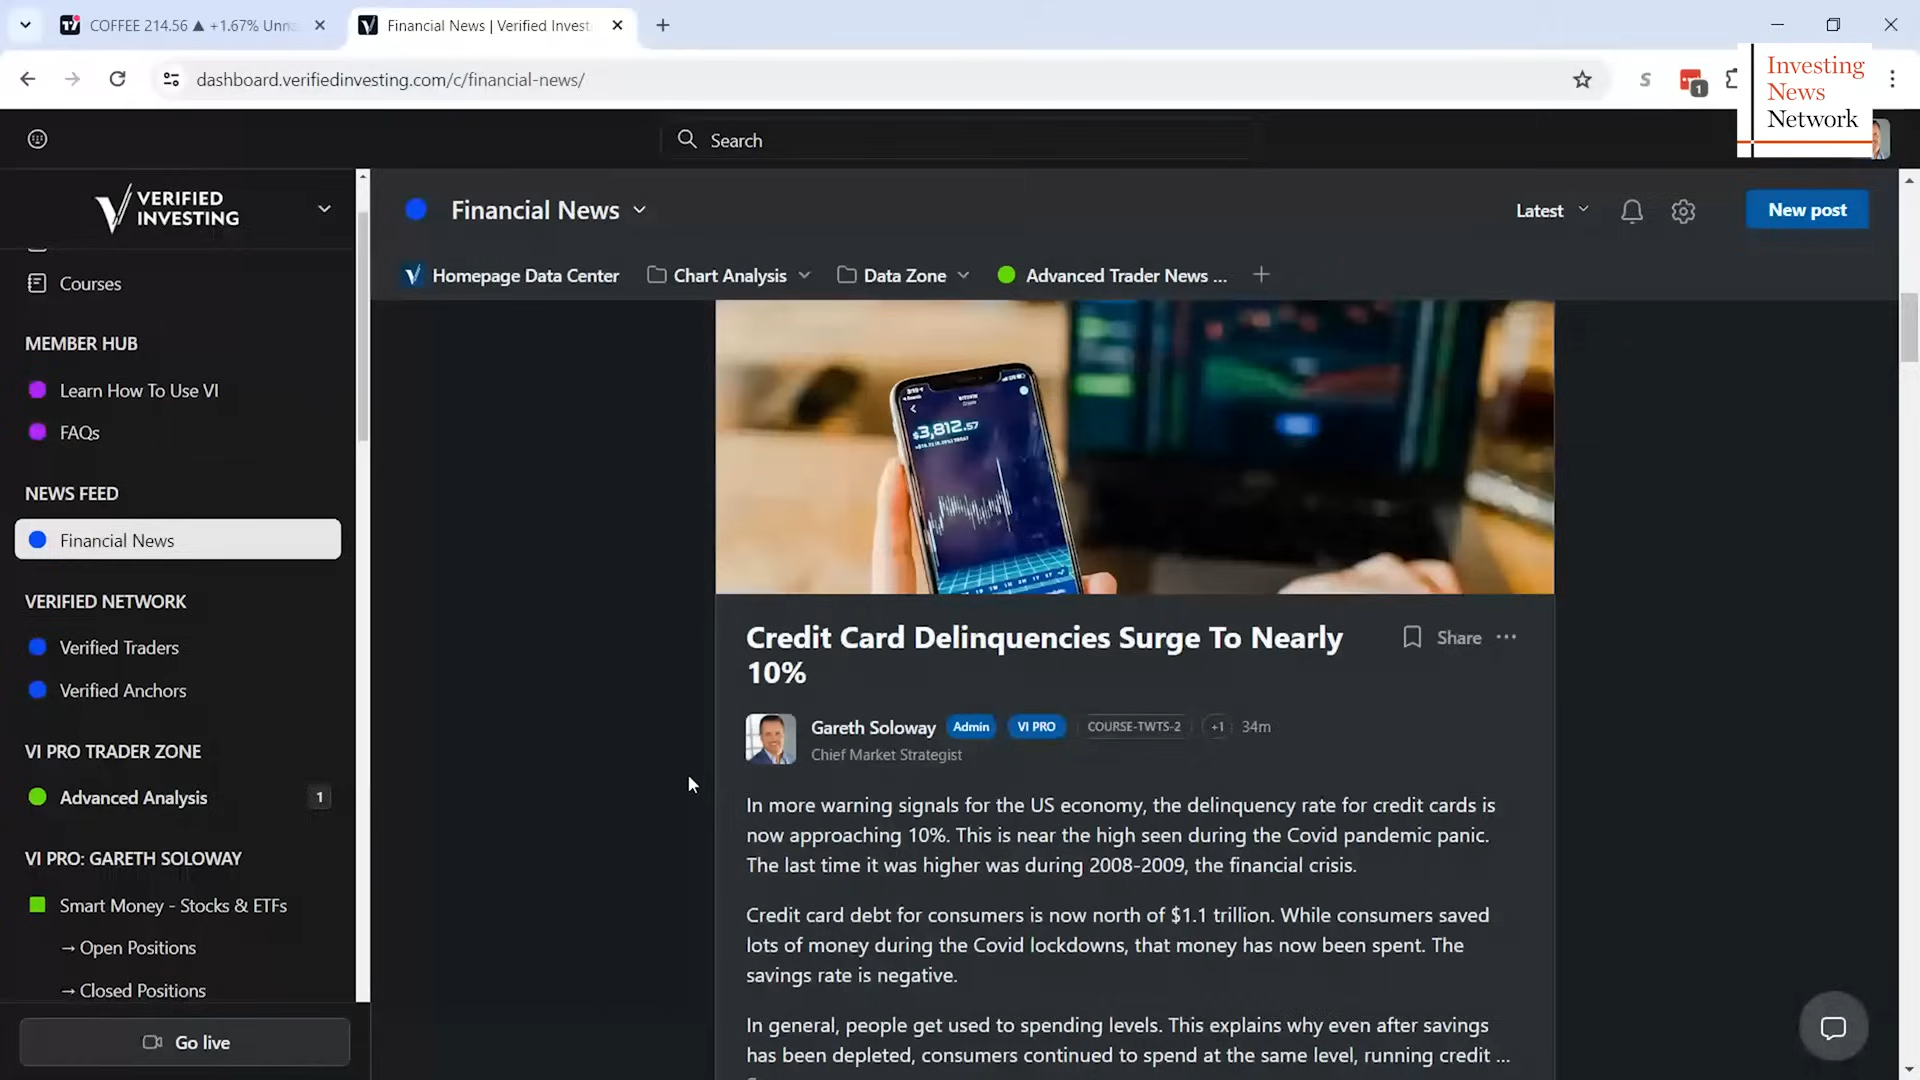 COFFEE 214.56 ▲ +1.67% Unn
Financial News | Verified Invest
dashboard.verifiedinvesting.com/c/financial-news/
S
1
Investing
News
Network
Search
VERIFIED
INVESTING
Financial News
Latest
New post
Homepage Data Center
Chart Analysis
Data Zone
Advanced Trader News ...
Courses
MEMBER HUB
Learn How To Use VI
FAQs
NEWS FEED
Financial News
VERIFIED NETWORK
Verified Traders
Verified Anchors
VI PRO TRADER ZONE
Advanced Analysis 1
VI PRO: GARETH SOLOWAY
Smart Money - Stocks & ETFs
→ Open Positions
→ Closed Positions
Go live
$3,812.57
Credit Card Delinquencies Surge To Nearly
10%
Share
Gareth Soloway Admin VI PRO COURSE-TWTS-2 +1 34m
Chief Market Strategist
In more warning signals for the US economy, the delinquency rate for credit cards is
now approaching 10%. This is near the high seen during the Covid pandemic panic.
The last time it was higher was during 2008-2009, the financial crisis.
Credit card debt for consumers is now north of $1.1 trillion. While consumers saved
lots of money during the Covid lockdowns, that money has now been spent. The
savings rate is negative.
In general, people get used to spending levels. This explains why even after savings
has been depleted, consumers continued to spend at the same level, running credit ...